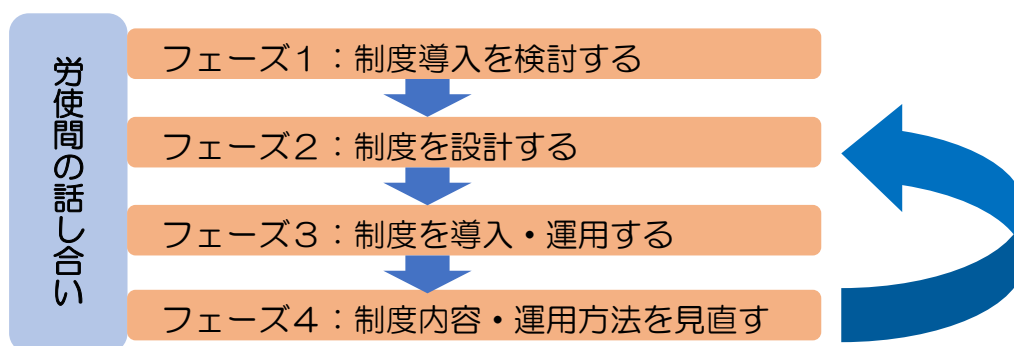 労使間の話し合い
フェーズ１：制度導入を検討する
フェーズ２：制度を設計する
フェーズ３：制度を導入・運用する
フェーズ４：制度内容・運用方法を見直す